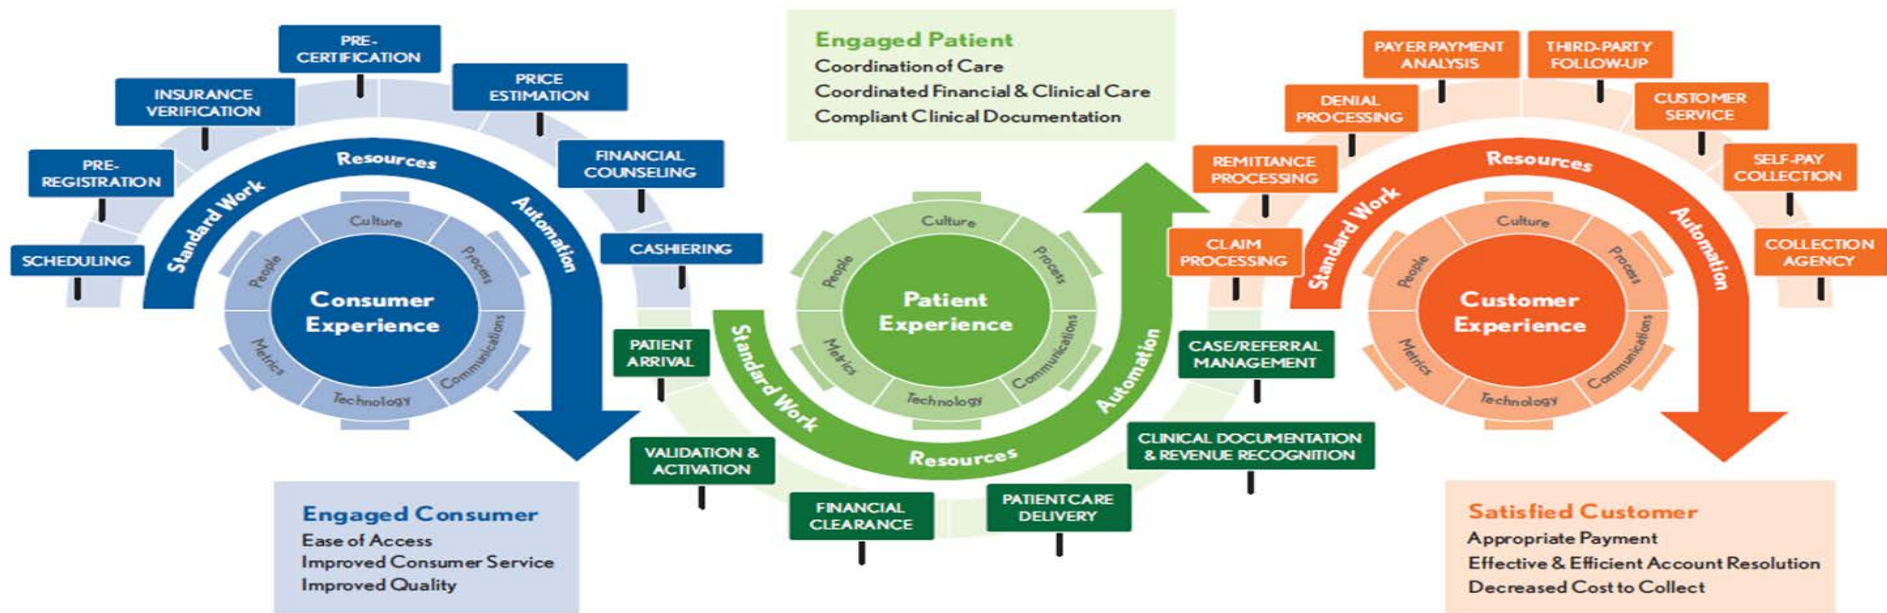 SCHEDULING
PRE-
REGISTRATION
INSURANCE
VERIFICATION
PRE-
CERTIFICATION
PRICE
ESTIMATION
FINANCIAL
COUNSELING
CASHIERING
Standard Work
Resources
Automation
Culture
Process
Communications
Technology
Metrics
People
Consumer
Experience
Engaged Consumer
Ease of Access
Improved Consumer Service
Improved Quality
PATIENT
ARRIVAL
VALIDATION &
ACTIVATION
FINANCIAL
CLEARANCE
PATIENT CARE
DELIVERY
CLINICAL DOCUMENTATION
& REVENUE RECOGNITION
CASE/REFERRAL
MANAGEMENT
Standard Work
Resources
Automation
Culture
Process
Communications
Technology
Metrics
People
Patient
Experience
Engaged Patient
Coordination of Care
Coordinated Financial & Clinical Care
Compliant Clinical Documentation
CLAIM
PROCESSING
REMITTANCE
PROCESSING
DENIAL
PROCESSING
PAYER PAYMENT
ANALYSIS
THIRD-PARTY
FOLLOW-UP
CUSTOMER
SERVICE
SELF-PAY
COLLECTION
COLLECTION
AGENCY
Standard Work
Resources
Automation
Culture
Process
Communications
Technology
Metrics
People
Customer
Experience
Satisfied Customer
Appropriate Payment
Effective & Efficient Account Resolution
Decreased Cost to Collect